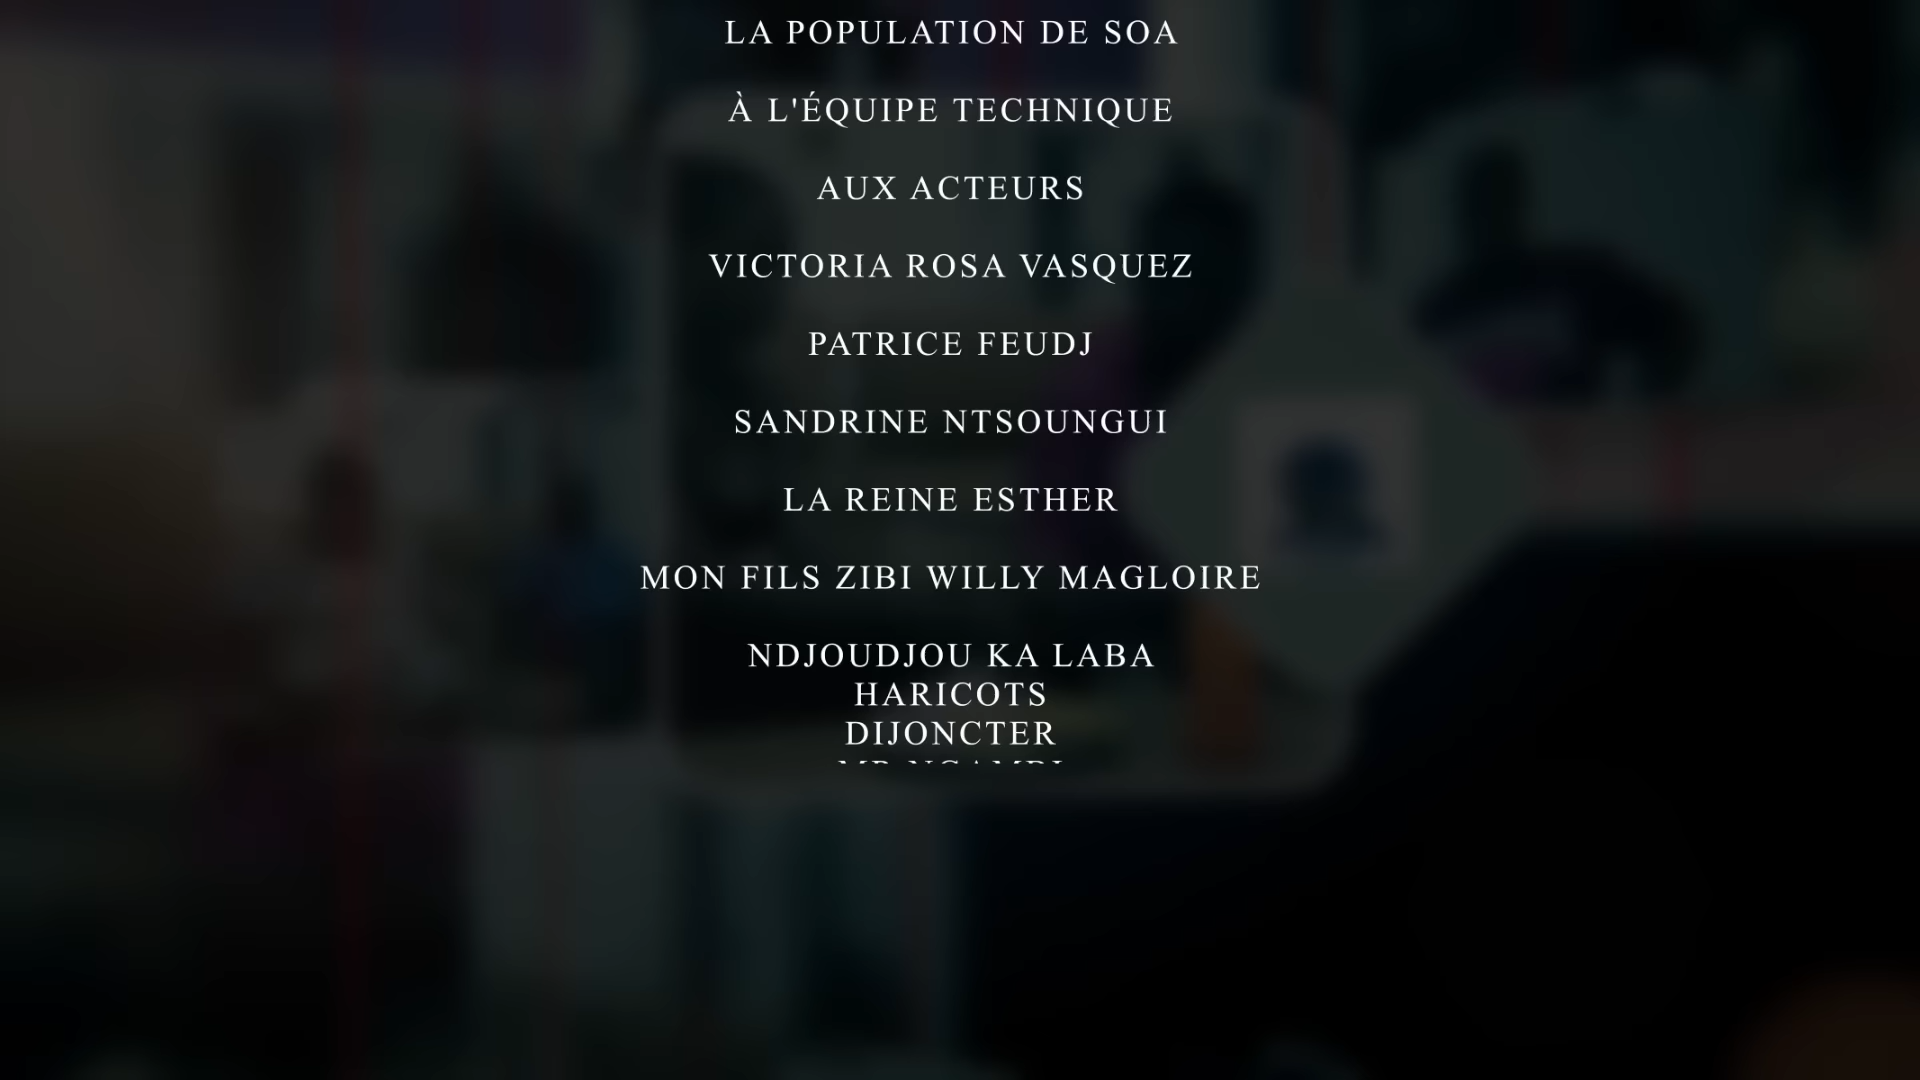 LA POPULATION DE SOA
À L'ÉQUIPE TECHNIQUE
AUX ACTEURS
VICTORIA ROSA VASQUEZ
PATRICE FEUDJ
SANDRINE NTSOUNGUI
LA REINE ESTHER
MON FILS ZIBI WILLY MAGLOIRE
NDJOUDJOU KA LABA
HARICOTS
DIJONCTER